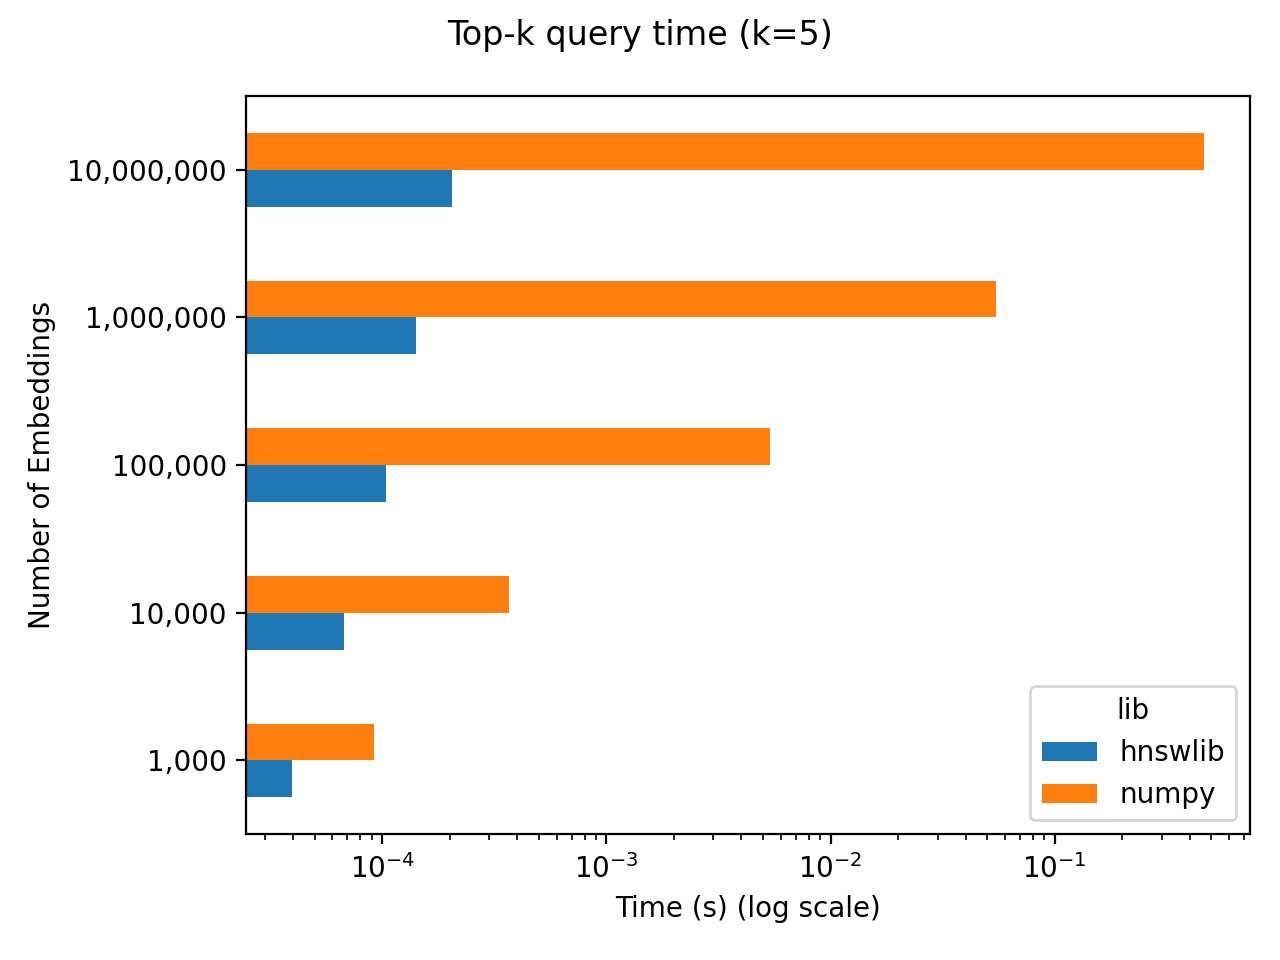 Top-k query time (k=5)
10,000,000
1,000,000
100,000
10,000
1,000
Number of Embeddings
lib
hnswlib
numpy
10⁻⁴
10⁻³
10⁻²
10⁻¹
Time (s) (log scale)